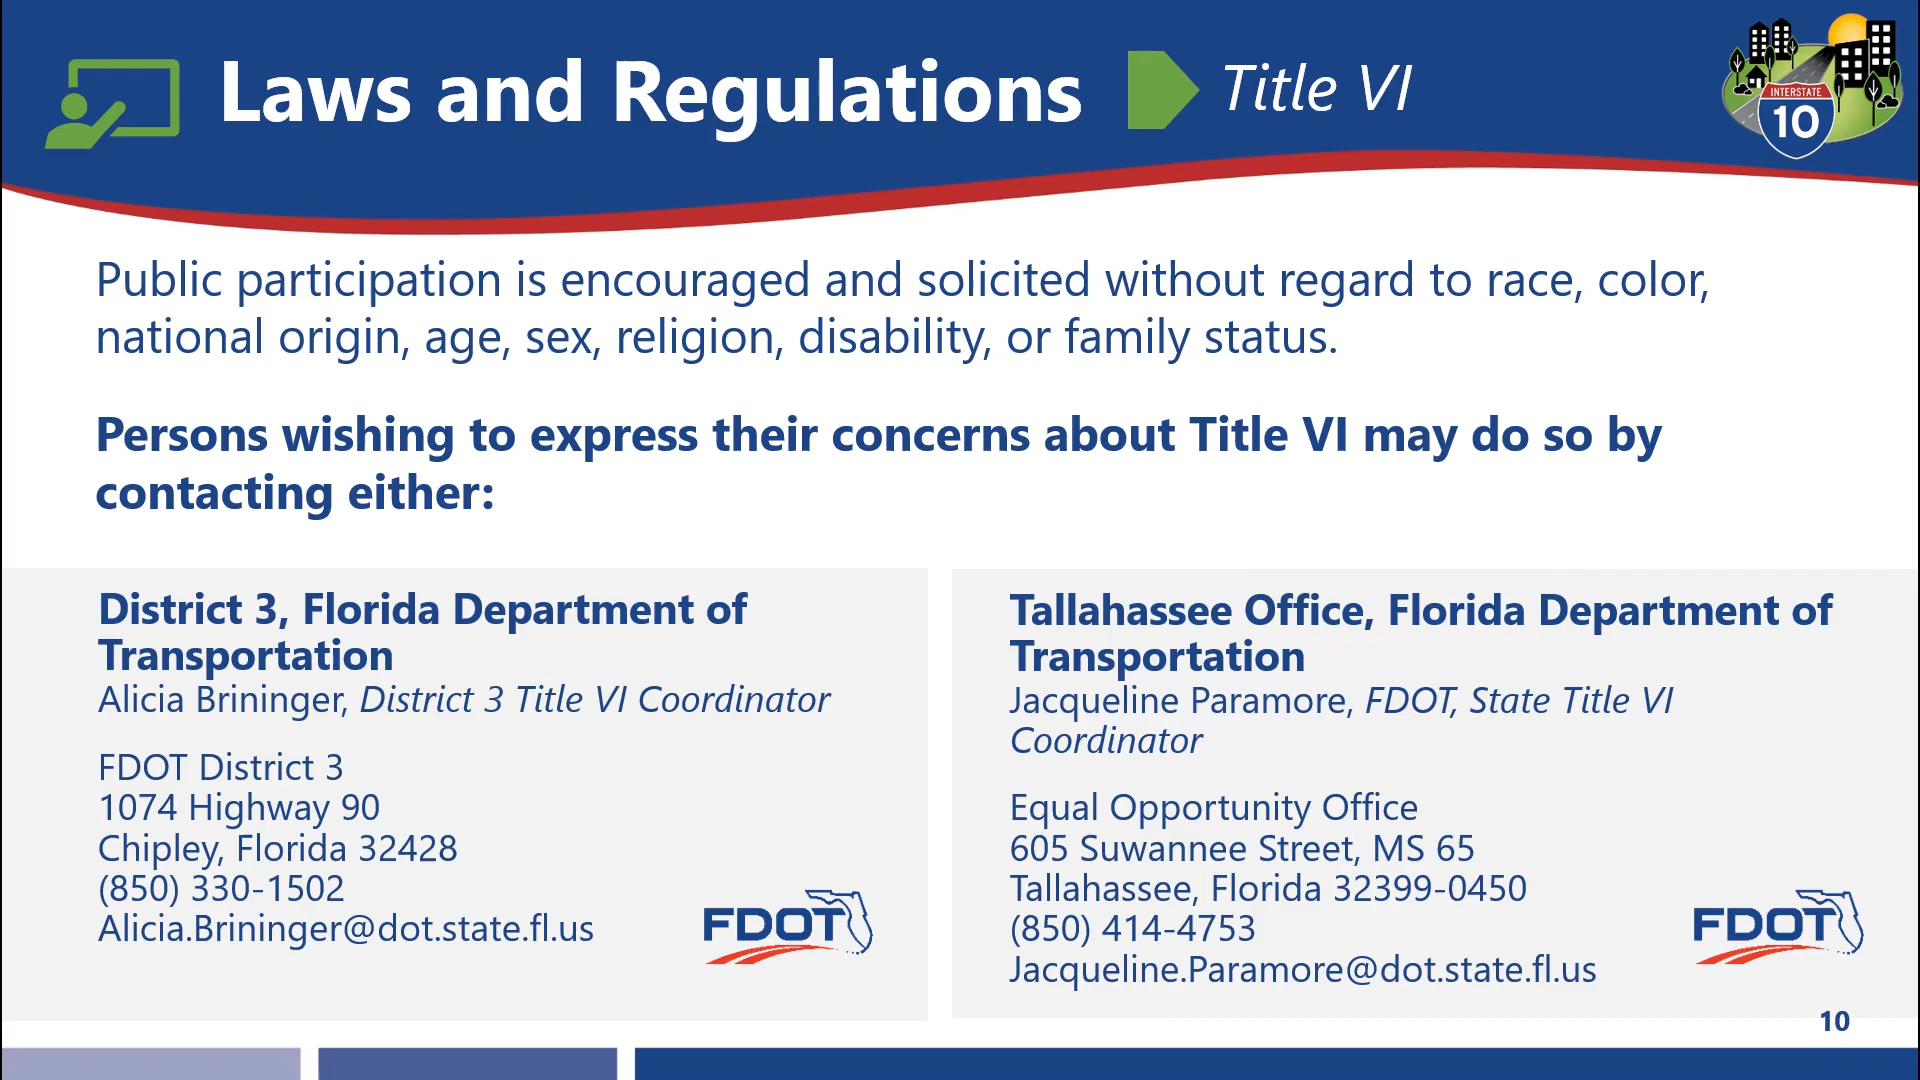 Laws and Regulations
Title VI
INTERSTATE
10
Public participation is encouraged and solicited without regard to race, color,
national origin, age, sex, religion, disability, or family status.
Persons wishing to express their concerns about Title VI may do so by
contacting either:
District 3, Florida Department of
Transportation
Alicia Brininger, District 3 Title VI Coordinator
FDOT District 3
1074 Highway 90
Chipley, Florida 32428
(850) 330-1502
Alicia.Brininger@dot.state.fl.us
FDOT
Tallahassee Office, Florida Department of
Transportation
Jacqueline Paramore, FDOT, State Title VI
Coordinator
Equal Opportunity Office
605 Suwannee Street, MS 65
Tallahassee, Florida 32399-0450
(850) 414-4753
Jacqueline.Paramore@dot.state.fl.us
FDOT
10